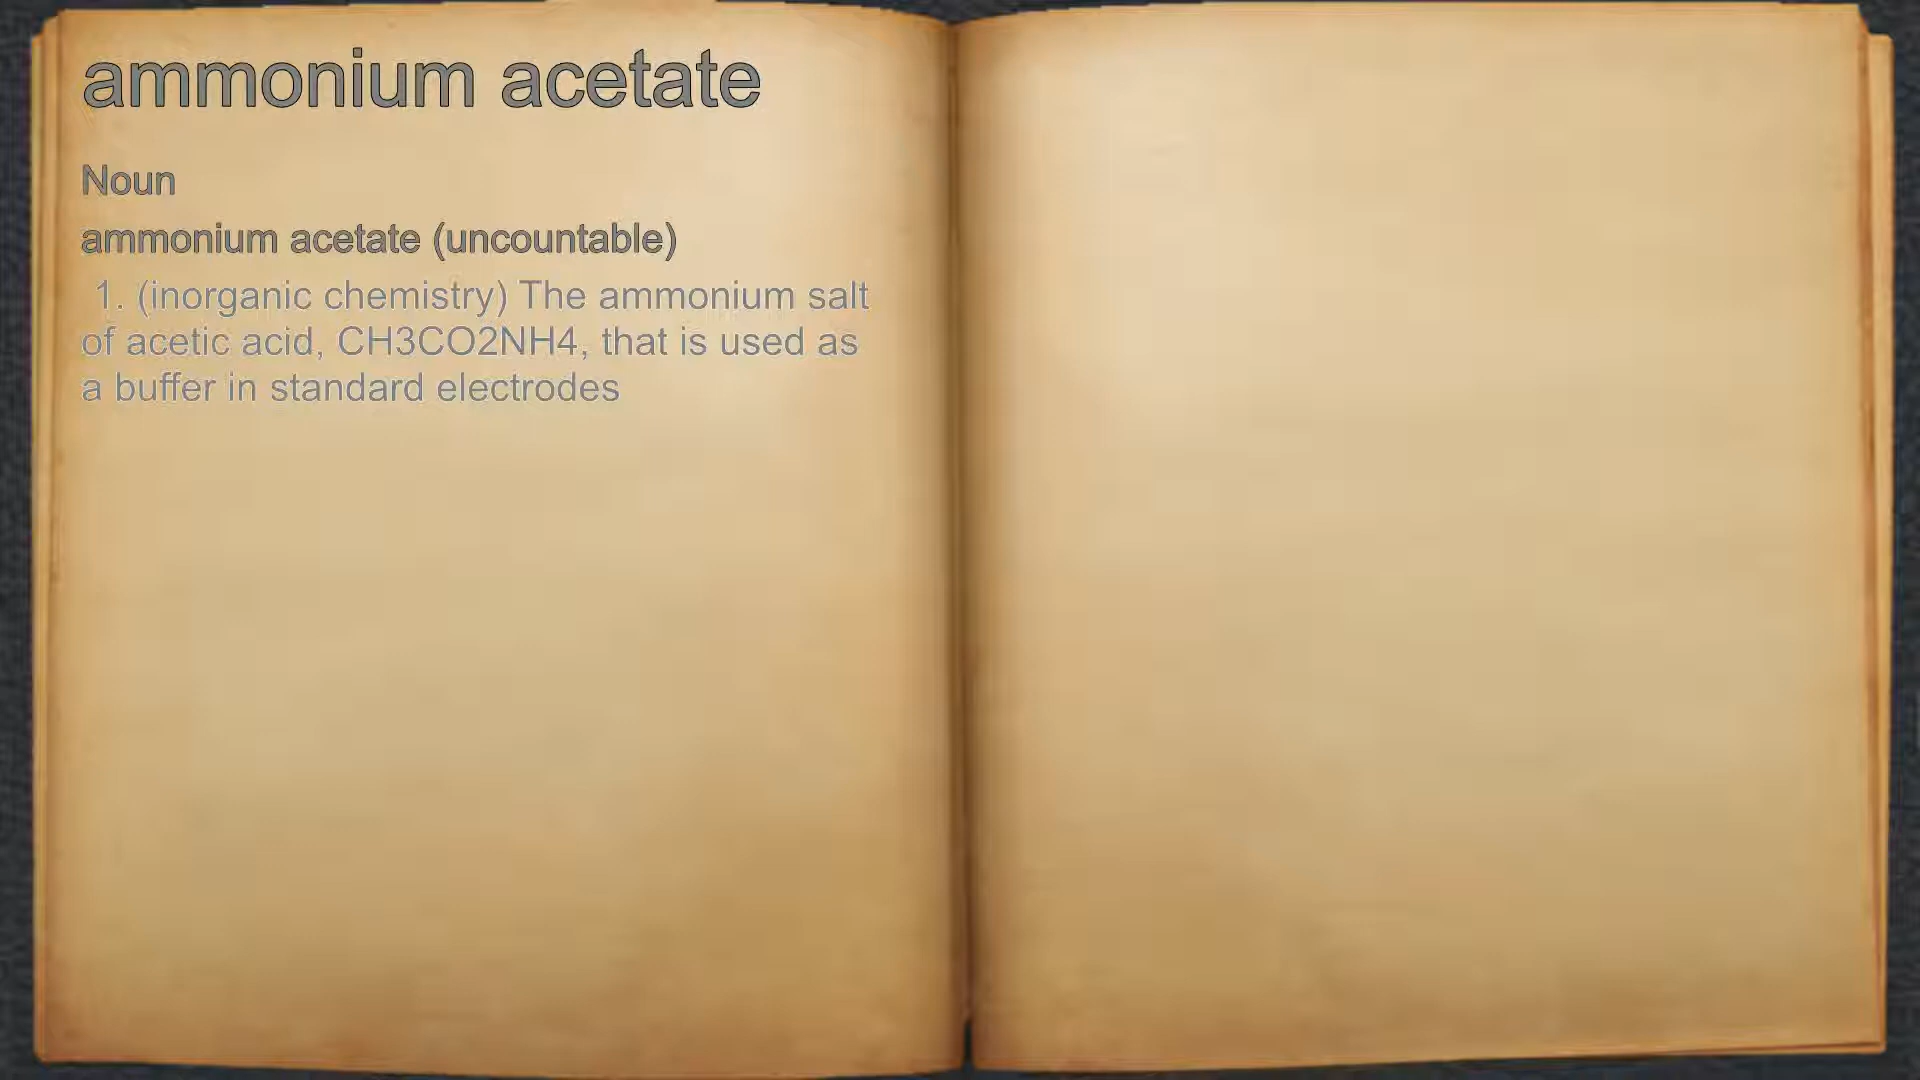 ammonium acetate
Noun
ammonium acetate (uncountable)
1. (inorganic chemistry) The ammonium salt
of acetic acid, CH3CO2NH4, that is used as
a buffer in standard electrodes